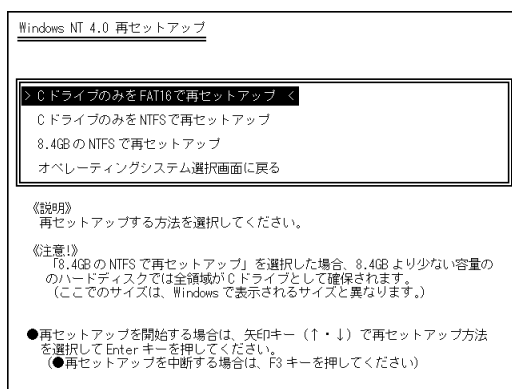 Windows NT 4.0 再セットアップ
> C ドライブのみをFAT16で再セットアップ <
C ドライブのみをNTFSで再セットアップ
8.4GBのNTFSで再セットアップ
オペレーティングシステム選択画面に戻る
《説明》
再セットアップする方法を選択してください。
《注意!》
「8.4GBのNTFSで再セットアップ」を選択した場合、8.4GBより少ない容量の
のハードディスクでは全領域がCドライブとして確保されます。
(ここでのサイズは、Windowsで表示されるサイズと異なります。)
●再セットアップを開始する場合は、矢印キー(↑・↓)で再セットアップ方法
を選択してEnterキーを押してください。
(●再セットアップを中断する場合は、F3キーを押してください)